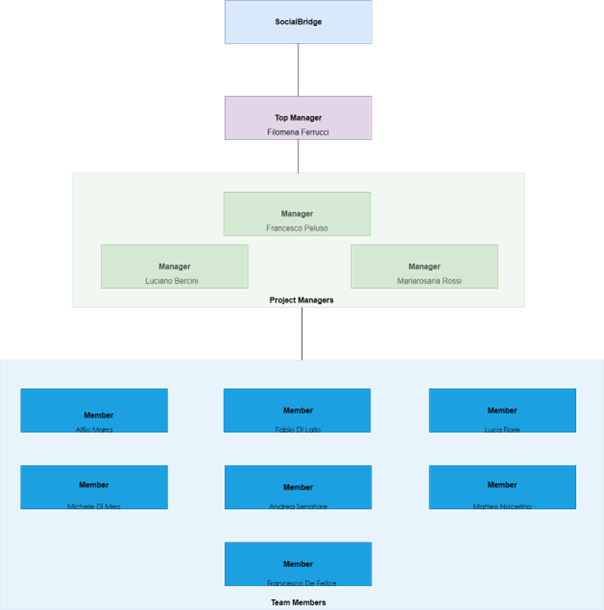 SocialBridge
Top Manager
Filomena Ferrucci
Manager
Francesco Peluso
Manager
Luciano Bercini
Manager
Mariarosaria Rossi
Project Managers
Member
Alfio Marra
Member
Fabio Di Lallo
Member
Luca Fiore
Member
Michele Di Meo
Member
Andrea Senatore
Member
Matteo Nocerino
Member
Francesco De Felice
Team Members